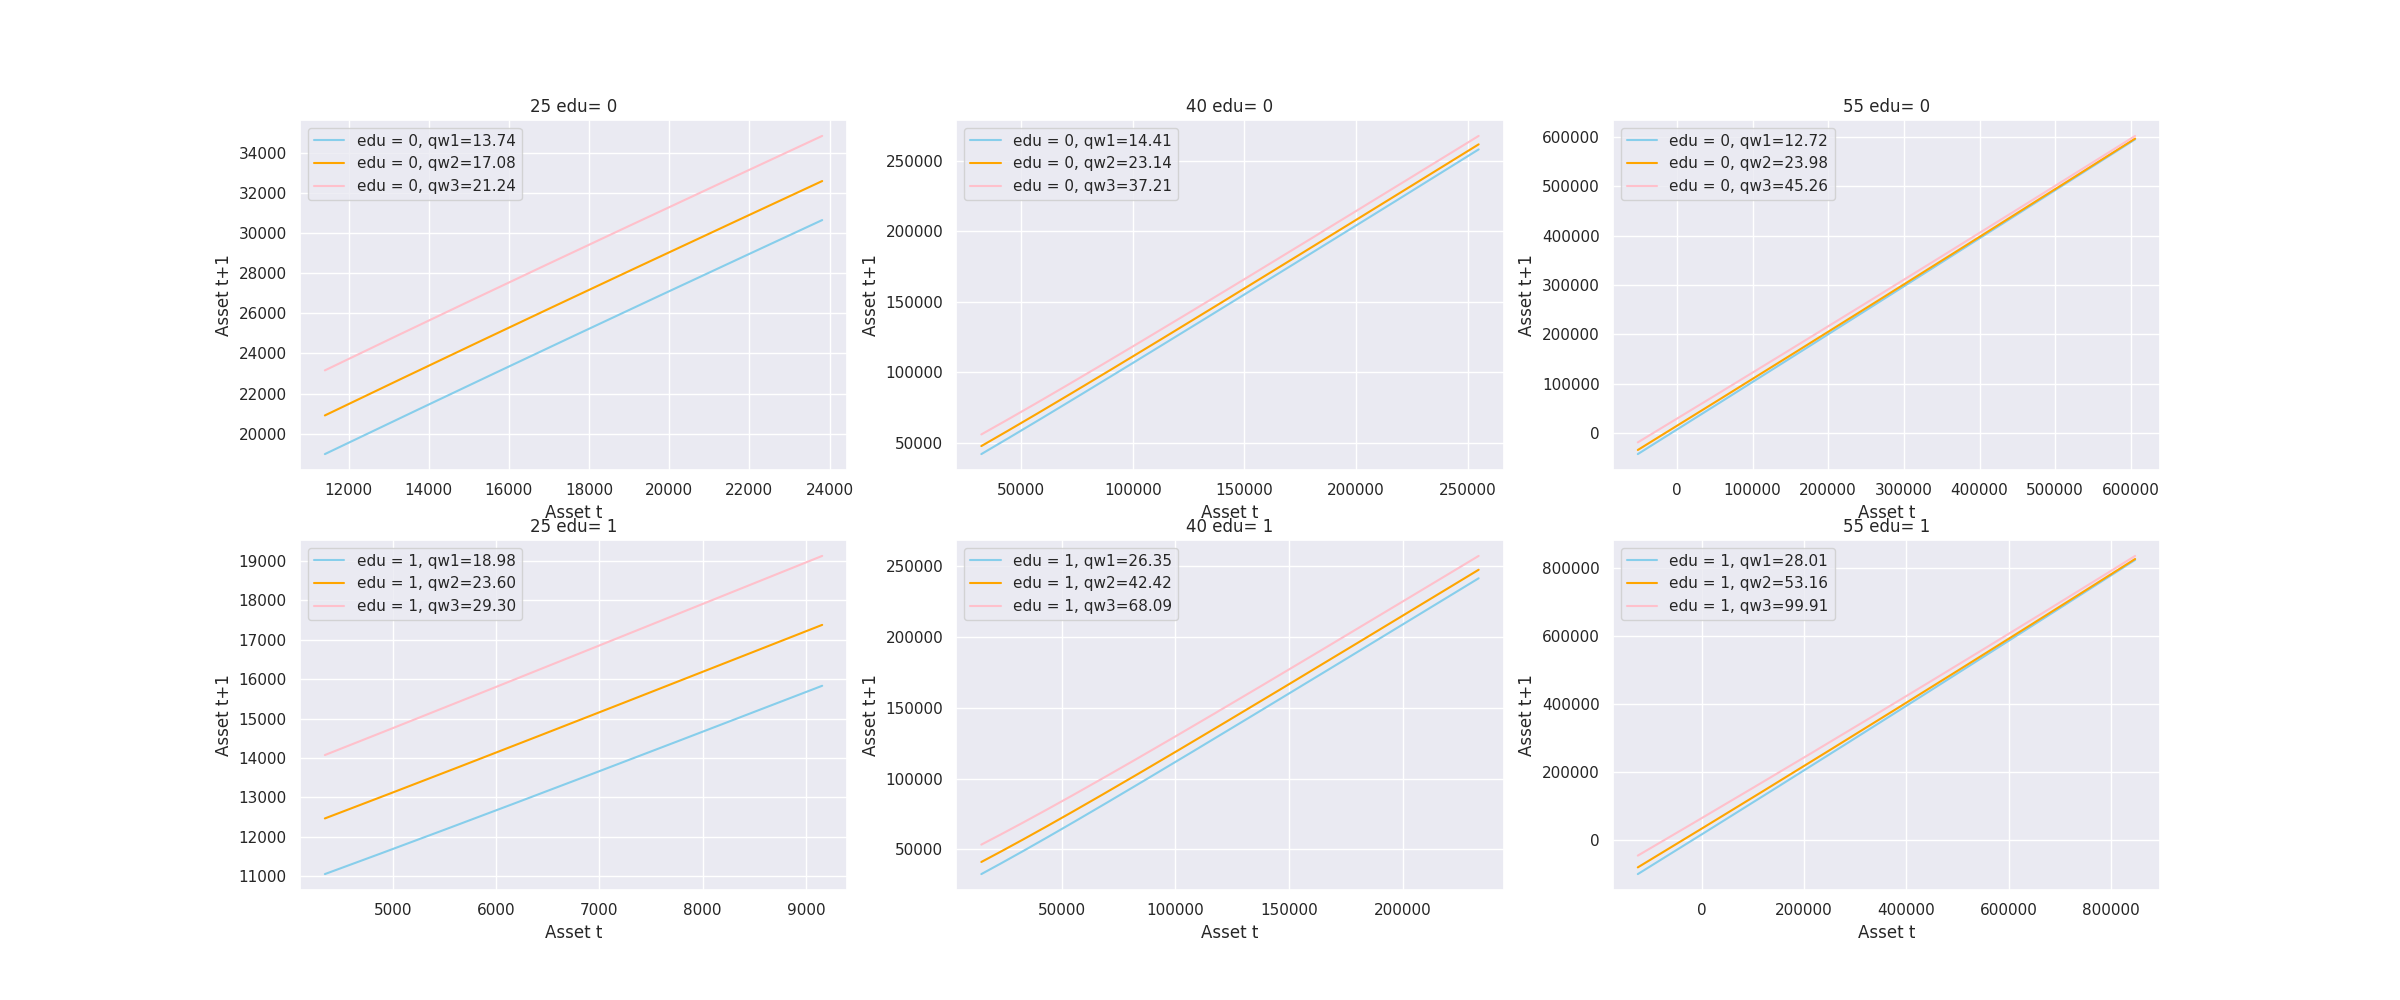 25 edu= 0
edu = 0, qw1=13.74
edu = 0, qw2=17.08
edu = 0, qw3=21.24
34000
32000
30000
28000
26000
24000
22000
20000
Asset t+1
12000 14000 16000 18000 20000 22000 24000
Asset t
40 edu= 0
edu = 0, qw1=14.41
edu = 0, qw2=23.14
edu = 0, qw3=37.21
250000
200000
150000
100000
50000
Asset t+1
50000 100000 150000 200000 250000
Asset t
55 edu= 0
edu = 0, qw1=12.72
edu = 0, qw2=23.98
edu = 0, qw3=45.26
600000
500000
400000
300000
200000
100000
0
Asset t+1
0 100000 200000 300000 400000 500000 600000
Asset t
25 edu= 1
edu = 1, qw1=18.98
edu = 1, qw2=23.60
edu = 1, qw3=29.30
19000
18000
17000
16000
15000
14000
13000
12000
11000
Asset t+1
5000 6000 7000 8000 9000
Asset t
40 edu= 1
edu = 1, qw1=26.35
edu = 1, qw2=42.42
edu = 1, qw3=68.09
250000
200000
150000
100000
50000
Asset t+1
50000 100000 150000 200000
Asset t
55 edu= 1
edu = 1, qw1=28.01
edu = 1, qw2=53.16
edu = 1, qw3=99.91
800000
600000
400000
200000
0
Asset t+1
0 200000 400000 600000 800000
Asset t